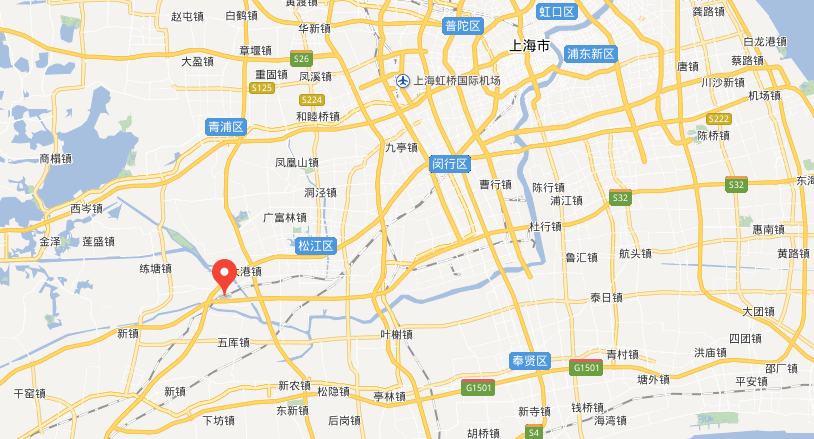 龚路镇
黄渡镇
赵屯镇
白鹤镇
虹口区
华新镇
普陀区
上海市
白龙港镇
章堰镇
浦东新区
S26
大盈镇
蔡路镇
唐镇
重固镇
凤溪镇
上海虹桥国际机场
川沙新镇
S125
机场镇
S224
和睦桥镇
S222
青浦区
陈桥镇
九亭镇
商榻镇
凤凰山镇
闵行区
洞泾镇
曹行镇
陈行镇
S32
东海
浦江镇
S32
西岑镇
广富林镇
杜行镇
惠南镇
金泽
莲盛镇
松江区
鲁汇镇
航头镇
黄路镇
练塘镇
港镇
泰日镇
大团镇
新镇
叶榭镇
四团镇
五厍镇
洪庙镇
青村镇
奉贤区
G1501
邵厂镇
塘外镇
平安镇
新农镇
G1501
干窑镇
新镇
松隐镇
亭林镇
东新镇
新寺镇
钱桥镇
下坊镇
后岗镇
海湾镇
胡桥镇
S4